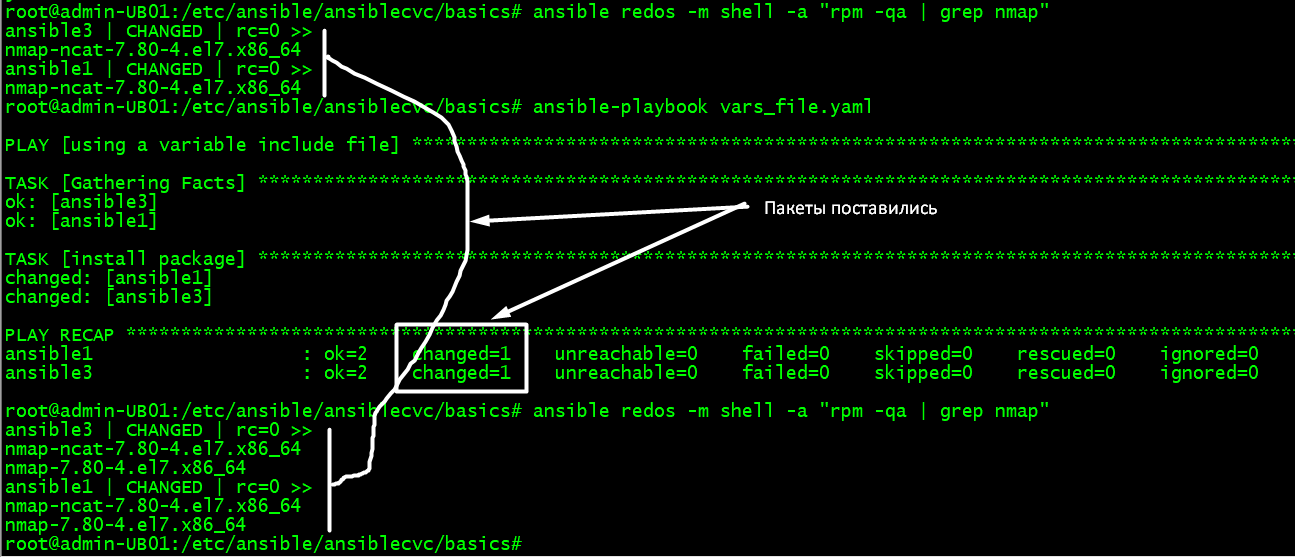 root@admin-UB01:/etc/ansible/ansiblecvc/basics# ansible redos -m shell -a "rpm -qa | grep nmap"
ansible3 | CHANGED | rc=0 >>
nmap-ncat-7.80-4.el7.x86_64
ansible1 | CHANGED | rc=0 >>
nmap-ncat-7.80-4.el7.x86_64
root@admin-UB01:/etc/ansible/ansiblecvc/basics# ansible-playbook vars_file.yaml
PLAY [using a variable include file] *********************************************************************************
TASK [Gathering Facts] ***********************************************************************************************
ok: [ansible3]
ok: [ansible1]
Пакеты поставились
TASK [install package] ***********************************************************************************************
changed: [ansible1]
changed: [ansible3]
PLAY RECAP ***********************************************************************************************************
ansible1 : ok=2 changed=1 unreachable=0 failed=0 skipped=0 rescued=0 ignored=0
ansible3 : ok=2 changed=1 unreachable=0 failed=0 skipped=0 rescued=0 ignored=0
root@admin-UB01:/etc/ansible/ansiblecvc/basics# ansible redos -m shell -a "rpm -qa | grep nmap"
ansible3 | CHANGED | rc=0 >>
nmap-ncat-7.80-4.el7.x86_64
nmap-7.80-4.el7.x86_64
ansible1 | CHANGED | rc=0 >>
nmap-ncat-7.80-4.el7.x86_64
nmap-7.80-4.el7.x86_64
root@admin-UB01:/etc/ansible/ansiblecvc/basics#